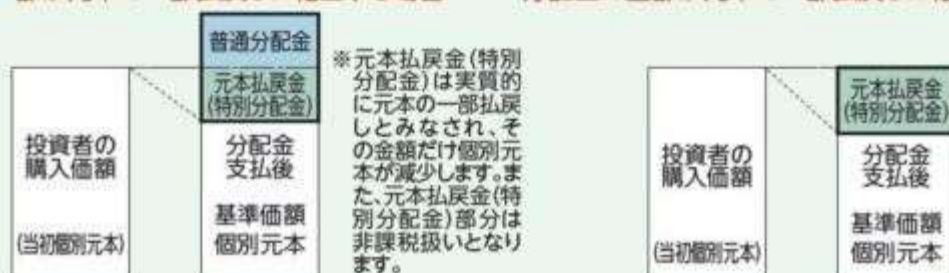 普通分配金
元本払戻金
(特別分配金)
投資者の
購入価額
(当初個別元本)
分配金
支払後
基準価額
個別元本
※元本払戻金(特別
分配金)は実質的
に元本の一部払戻
しとみなされ、そ
の金額だけ個別元
本が減少します。ま
た、元本払戻金(特
別分配金)部分は
非課税扱いとなり
ます。
元本払戻金
(特別分配金)
投資者の
購入価額
(当初個別元本)
分配金
支払後
基準価額
個別元本